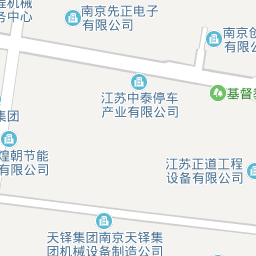 程机械
务中心
南京先正电子
有限公司
南京创
有限公
江苏中泰停车
产业有限公司
基督教
集团
煌朝节能
有限公司
江苏正道工程
设备有限公司
天铎集团南京天铎集
团机械设备制造公司